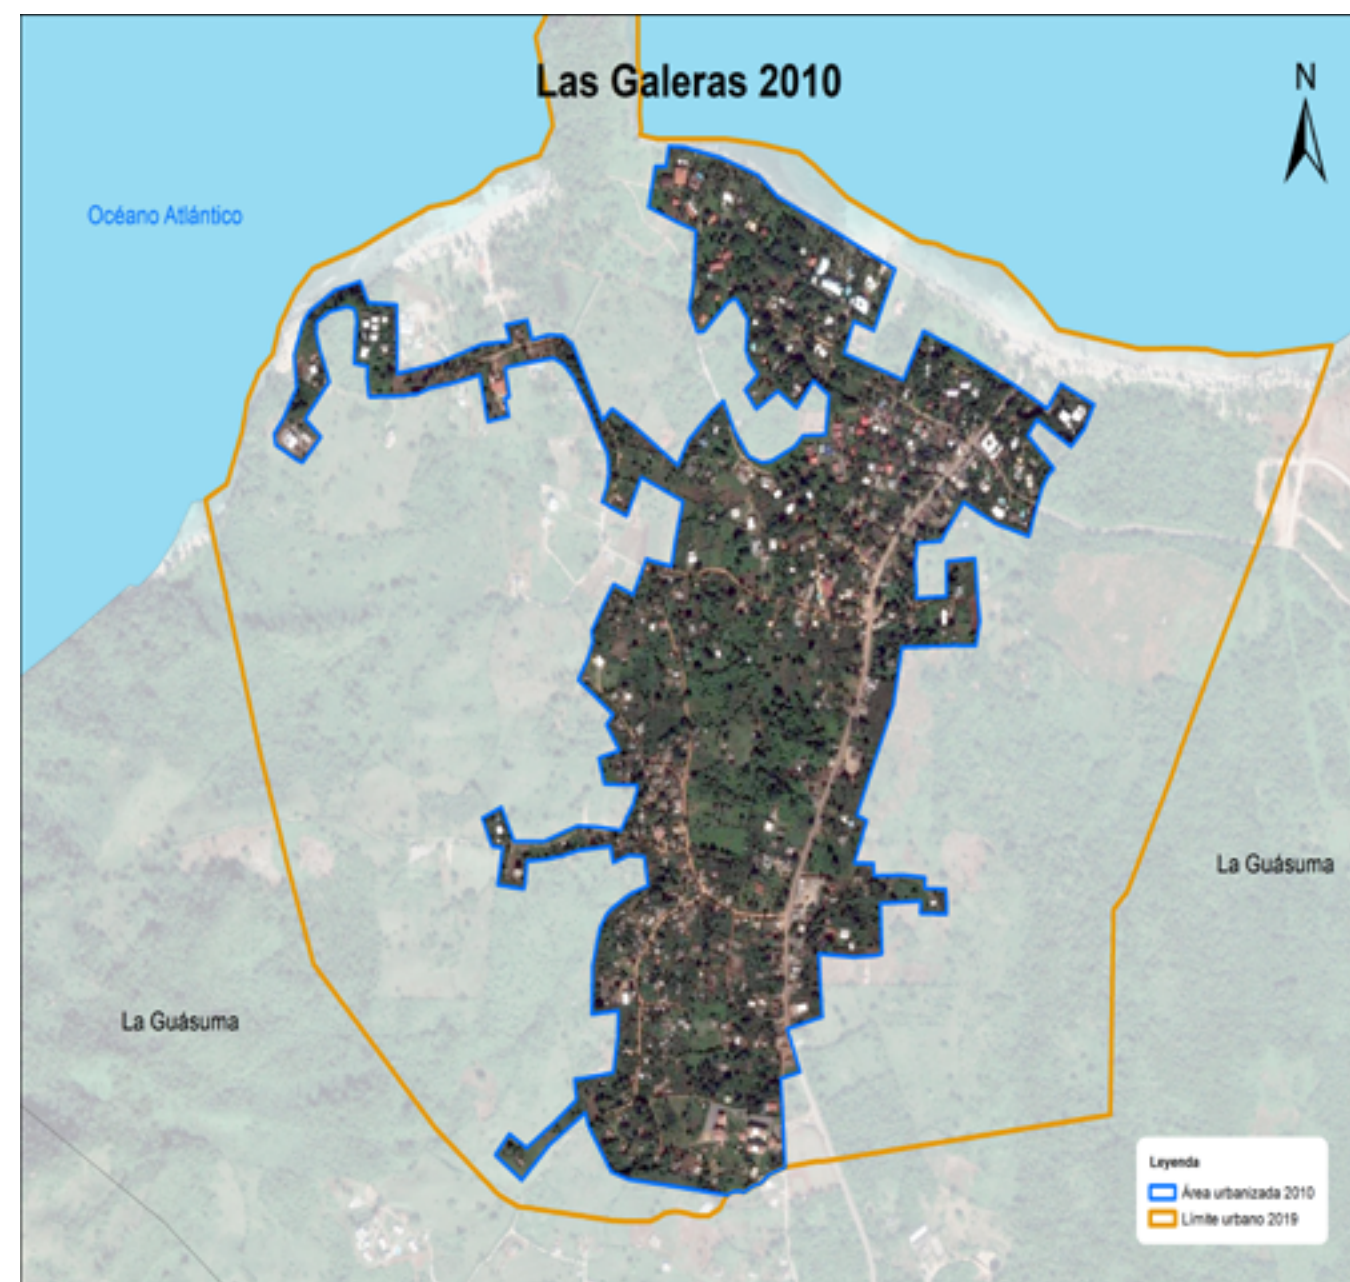 Las Galeras 2010
N
Océano Atlántico
La Guásuma
La Guásuma
Leyenda
Área urbanizada 2010
Límite urbano 2019